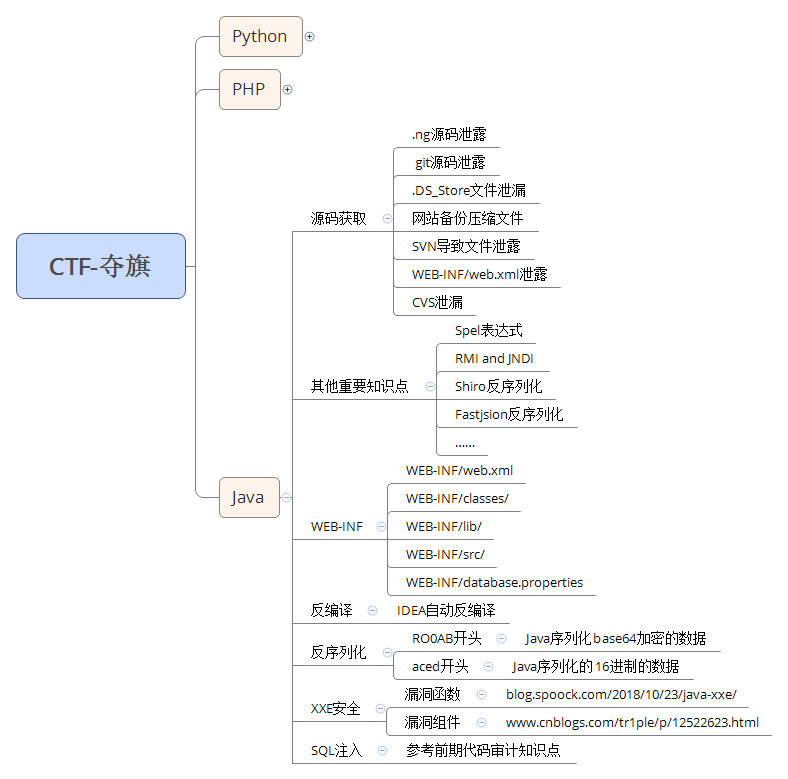 Python
PHP
CTF-夺旗
Java
源码获取
.ng源码泄露
git源码泄露
.DS_Store文件泄漏
网站备份压缩文件
SVN导致文件泄露
WEB-INF/web.xml泄露
CVS泄漏
其他重要知识点
Spel表达式
RMI and JNDI
Shiro反序列化
Fastjsion反序列化
......
WEB-INF
WEB-INF/web.xml
WEB-INF/classes/
WEB-INF/lib/
WEB-INF/src/
WEB-INF/database.properties
反编译
IDEA自动反编译
反序列化
RO0AB开头
Java序列化base64加密的数据
aced开头
Java序列化的16进制的数据
XXE安全
漏洞函数
blog.spoock.com/2018/10/23/java-xxe/
漏洞组件
www.cnblogs.com/tr1ple/p/12522623.html
SQL注入
参考前期代码审计知识点